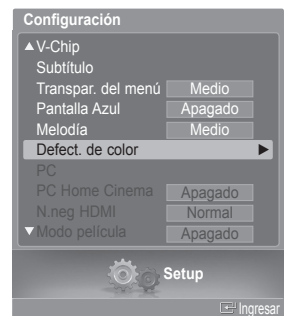 Configuración
▲V-Chip
Subtítulo
Transpar. del menú Medio
Pantalla Azul Apagado
Melodía Medio
Defect. de color ►
PC
PC Home Cinema Apagado
N.neg HDMI Normal
▼Modo película Apagado
Setup
Ingresar